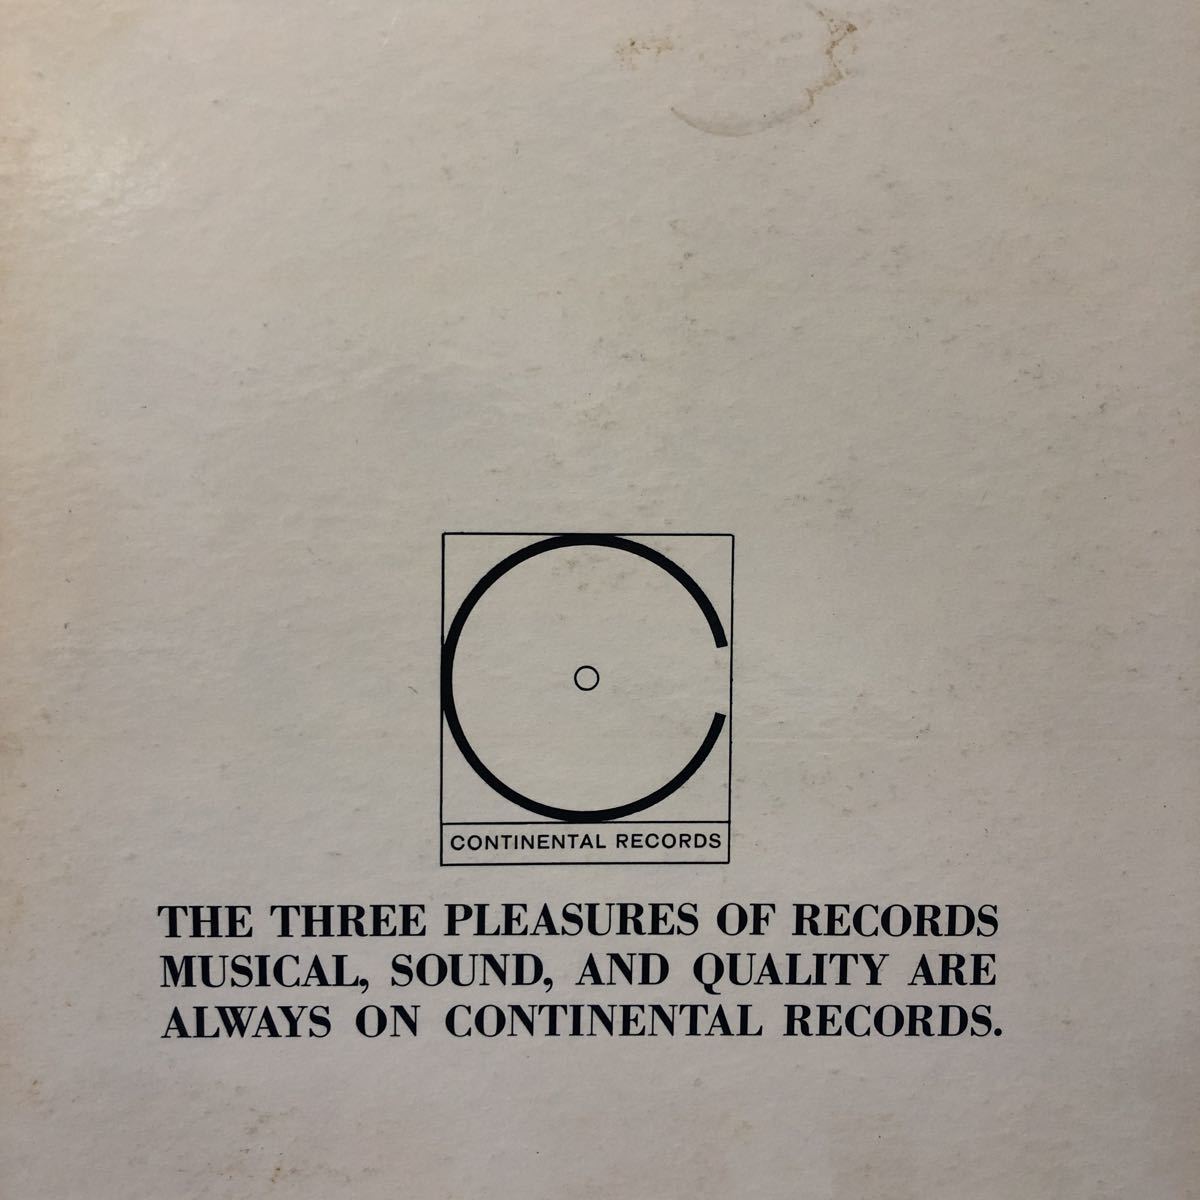 CONTINENTAL RECORDS
THE THREE PLEASURES OF RECORDS
MUSICAL, SOUND, AND QUALITY ARE
ALWAYS ON CONTINENTAL RECORDS.